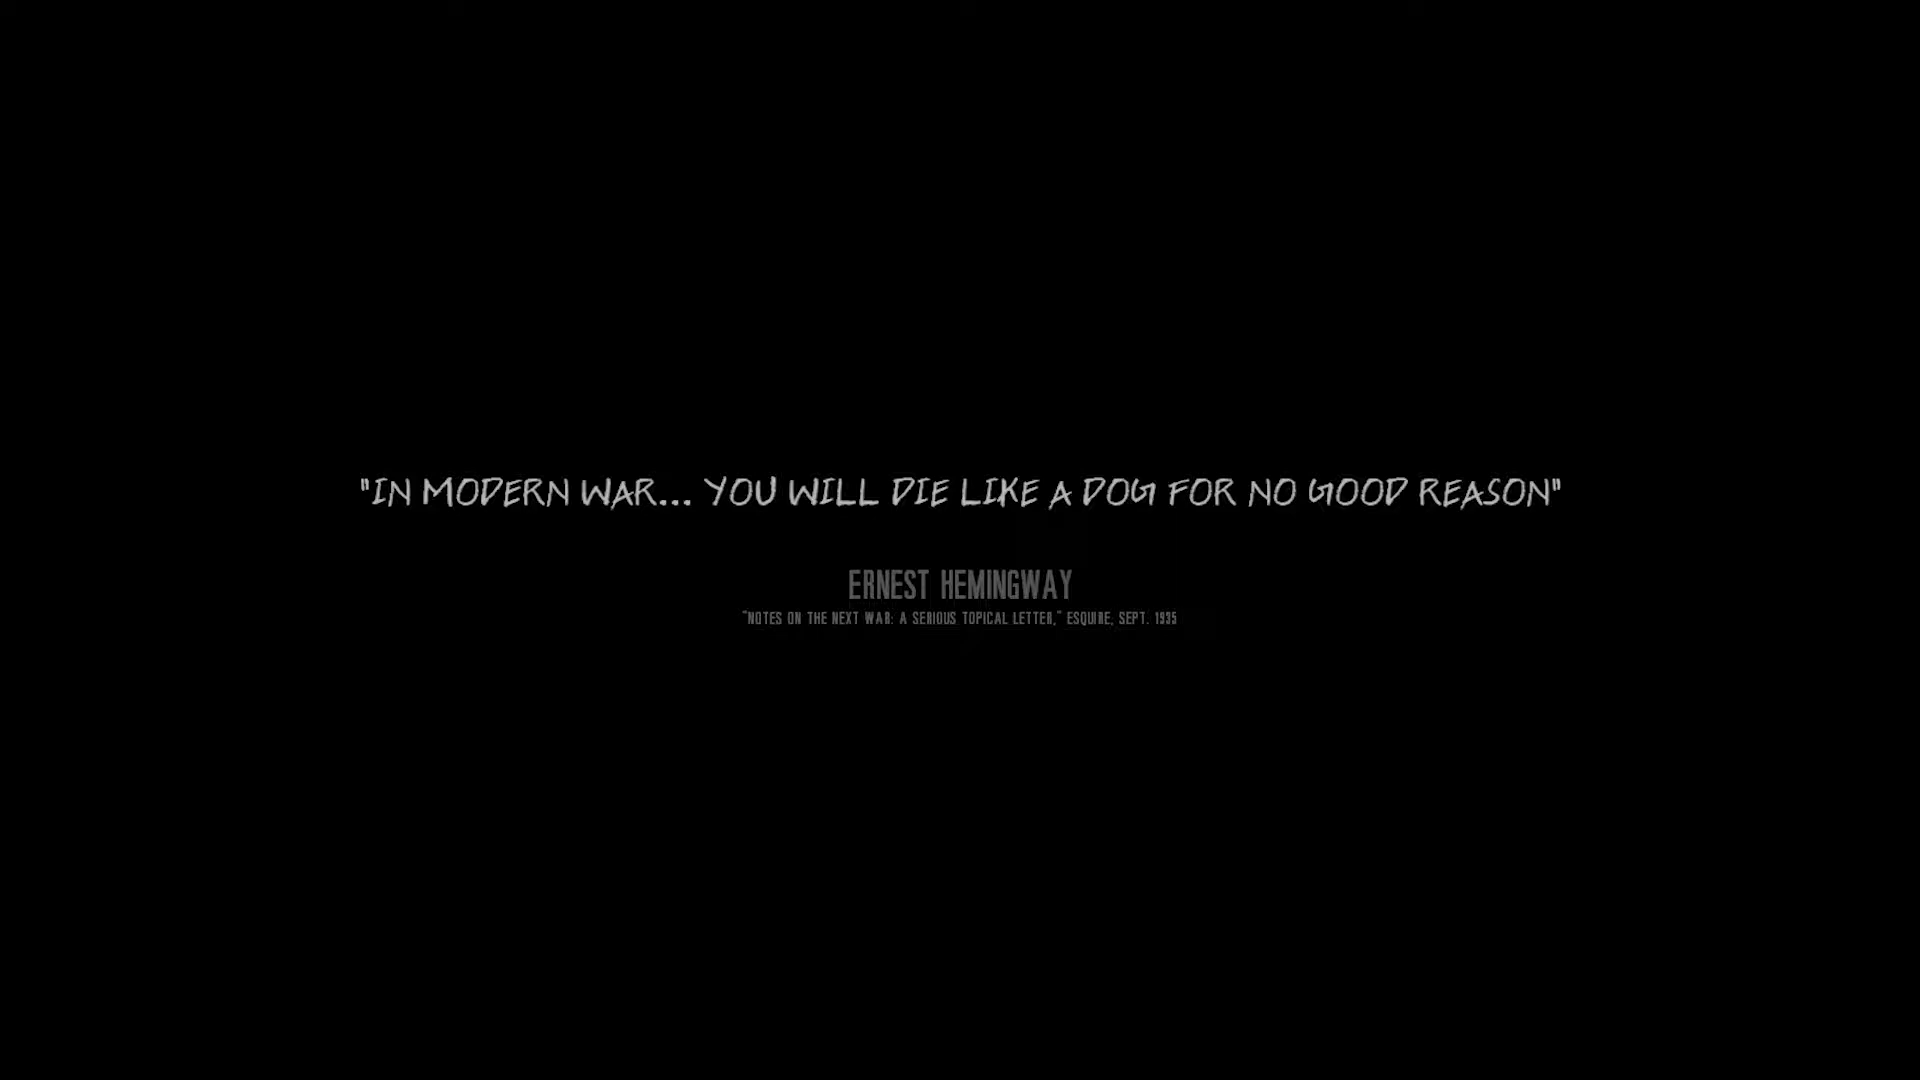 "IN MODERN WAR... YOU WILL DIE LIKE A DOG FOR NO GOOD REASON"
ERNEST HEMINGWAY
"NOTES ON THE NEXT WAR: A SERIOUS TOPICAL LETTER," ESQUIRE, SEPT. 1935